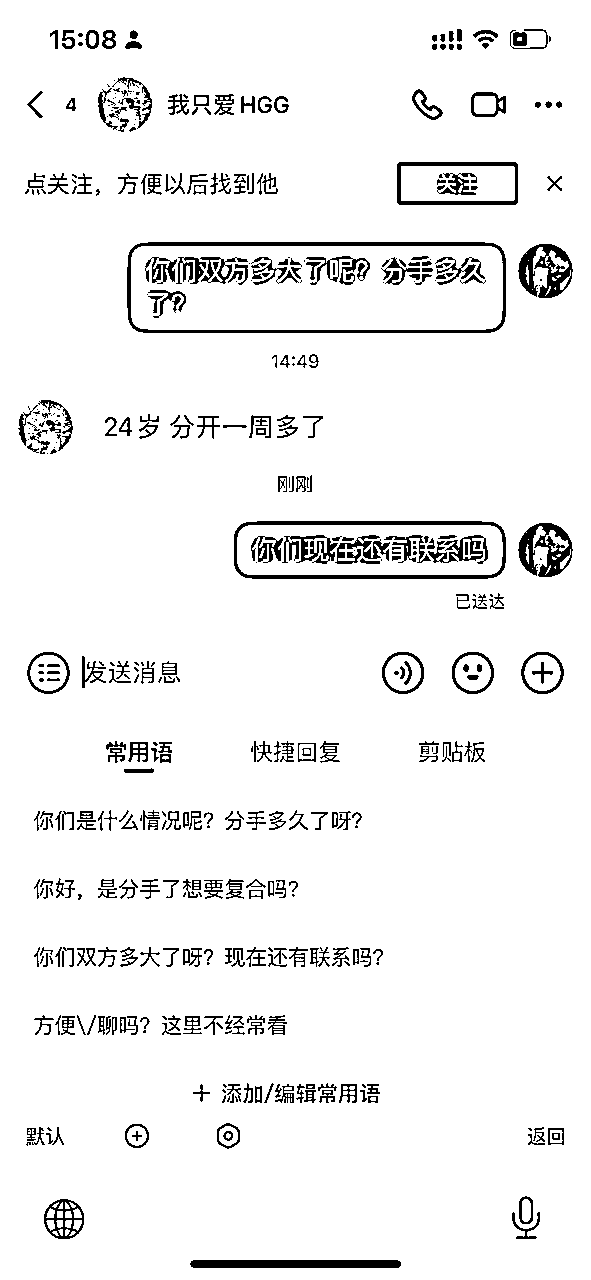 15:08
4 我只爱HGG
点关注，方便以后找到他 关注
你们双方多大了呢？分手多久
了？
14:49
24岁 分开一周多了
刚刚
你们现在还有联系吗
已送达
发送消息
常用语 快捷回复 剪贴板
你们是什么情况呢？分手多久了呀？
你好，是分手了想要复合吗？
你们双方多大了呀？现在还有联系吗？
方便\/聊吗？这里不经常看
+ 添加/编辑常用语
默认 返回